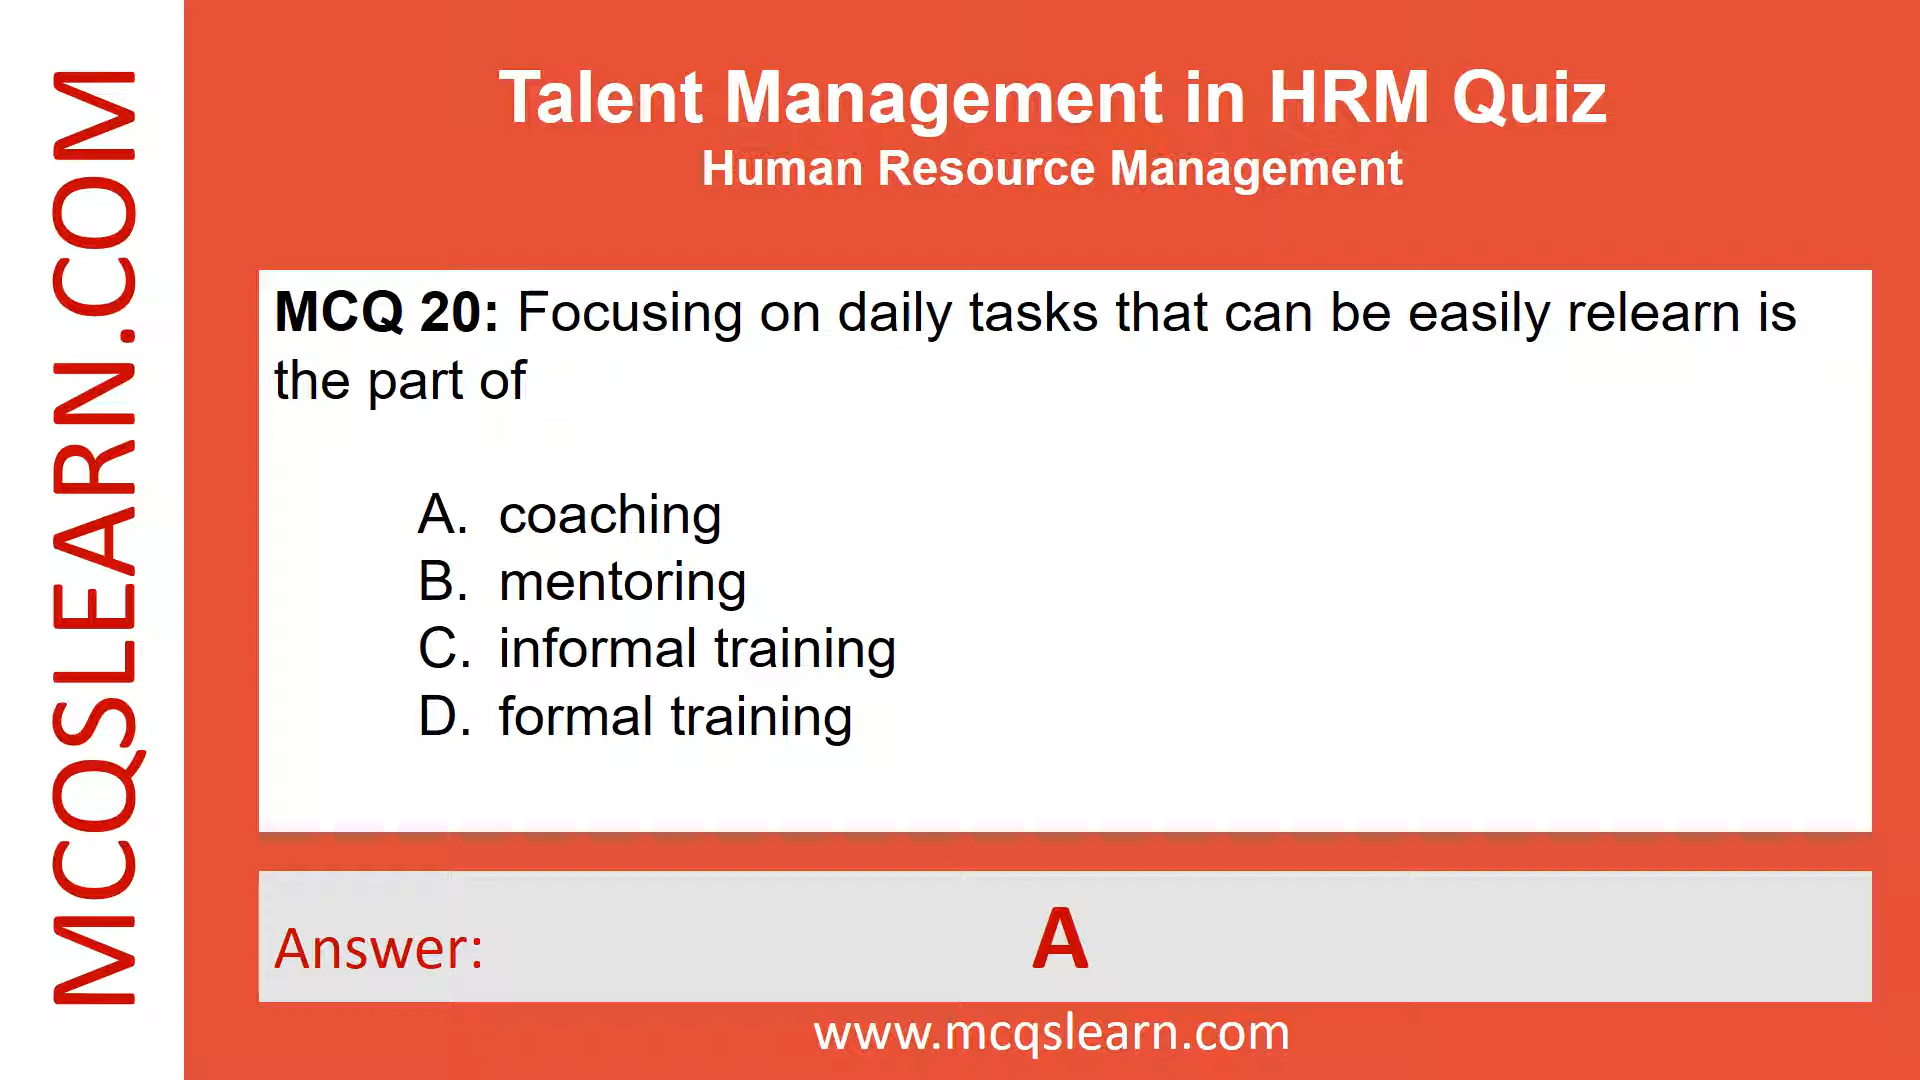 MCQSLEARN.COM
Talent Management in HRM Quiz
Human Resource Management
MCQ 20: Focusing on daily tasks that can be easily relearn is
the part of
A. coaching
B. mentoring
C. informal training
D. formal training
Answer: A
www.mcqslearn.com